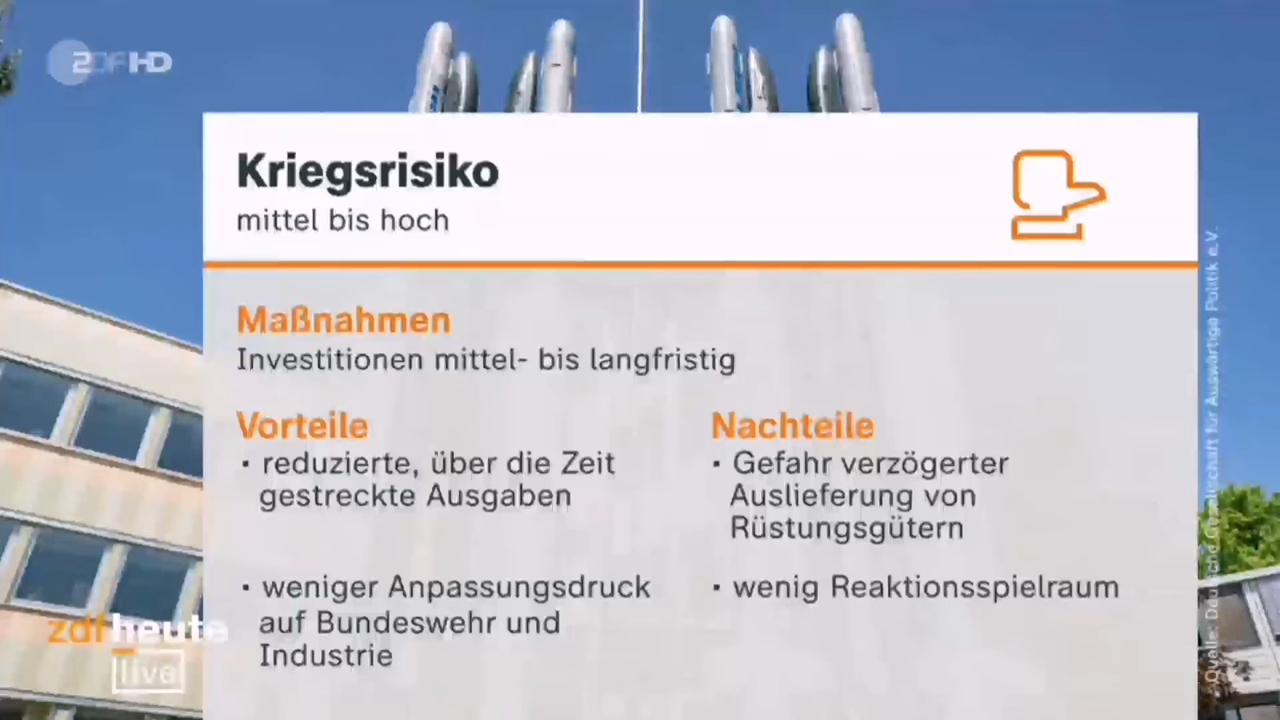 ZDFHD
Kriegsrisiko
mittel bis hoch
Maßnahmen
Investitionen mittel- bis langfristig
Vorteile
· reduzierte, über die Zeit
gestreckte Ausgaben
· weniger Anpassungsdruck
auf Bundeswehr und
Industrie
Nachteile
· Gefahr verzögerter
Auslieferung von
Rüstungsgütern
· wenig Reaktionsspielraum
Quelle: Deutsche Gesellschaft für Auswärtige Politik e.V.
zdfheute
live